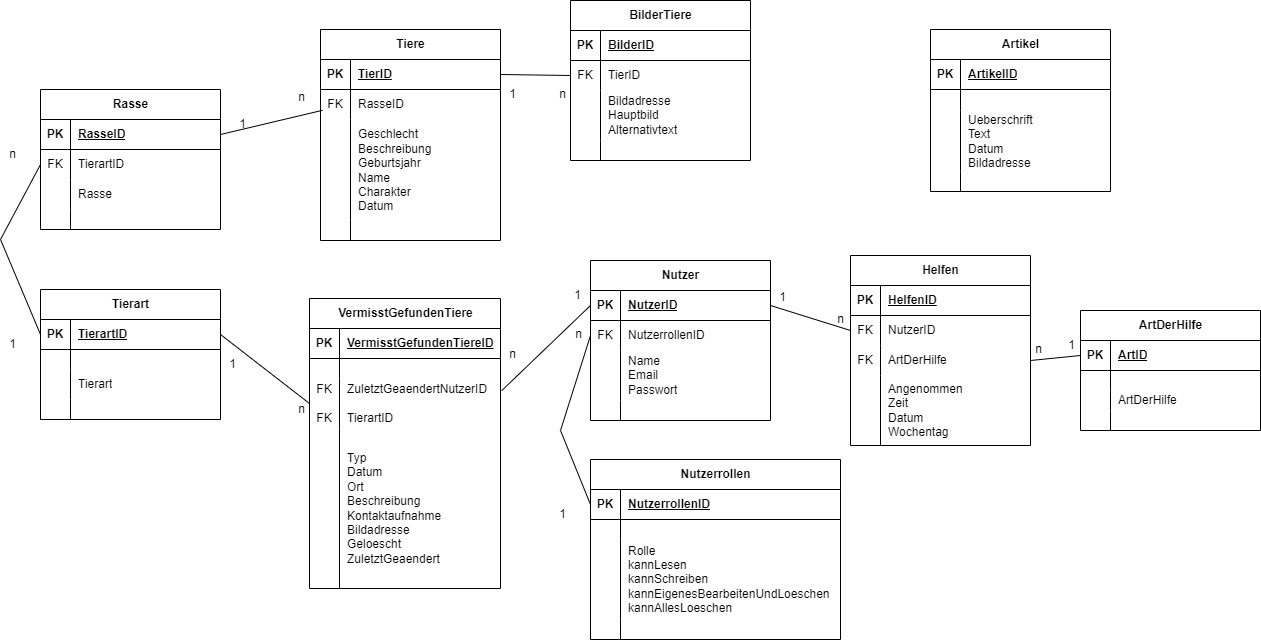 BilderTiere
PK BilderID
FK TierID
Bildadresse
Hauptbild
Alternativtext
Tiere
PK TierID
FK RasseID
Geschlecht
Beschreibung
Geburtsjahr
Name
Charakter
Datum
1
n
Artikel
PK ArtikelID
Ueberschrift
Text
Datum
Bildadresse
Rasse
PK RasseID
FK TierartID
Rasse
1
n
n
1
Tierart
PK TierartID
Tierart
1
n
VermisstGefundenTiere
PK VermisstGefundenTiereID
FK ZuletztGeaendertNutzerID
FK TierartID
Typ
Datum
Ort
Beschreibung
Kontaktaufnahme
Bildadresse
Geloescht
ZuletztGeaendert
n
1
Nutzer
PK NutzerID
FK NutzerrollenID
Name
Email
Passwort
n
1
1
n
Helfen
PK HelfenID
FK NutzerID
FK ArtDerHilfe
Angenommen
Zeit
Datum
Wochentag
n
1
ArtDerHilfe
PK ArtID
ArtDerHilfe
Nutzerrollen
PK NutzerrollenID
Rolle
kannLesen
kannSchreiben
kannEigenesBearbeitenUndLoeschen
kannAllesLoeschen